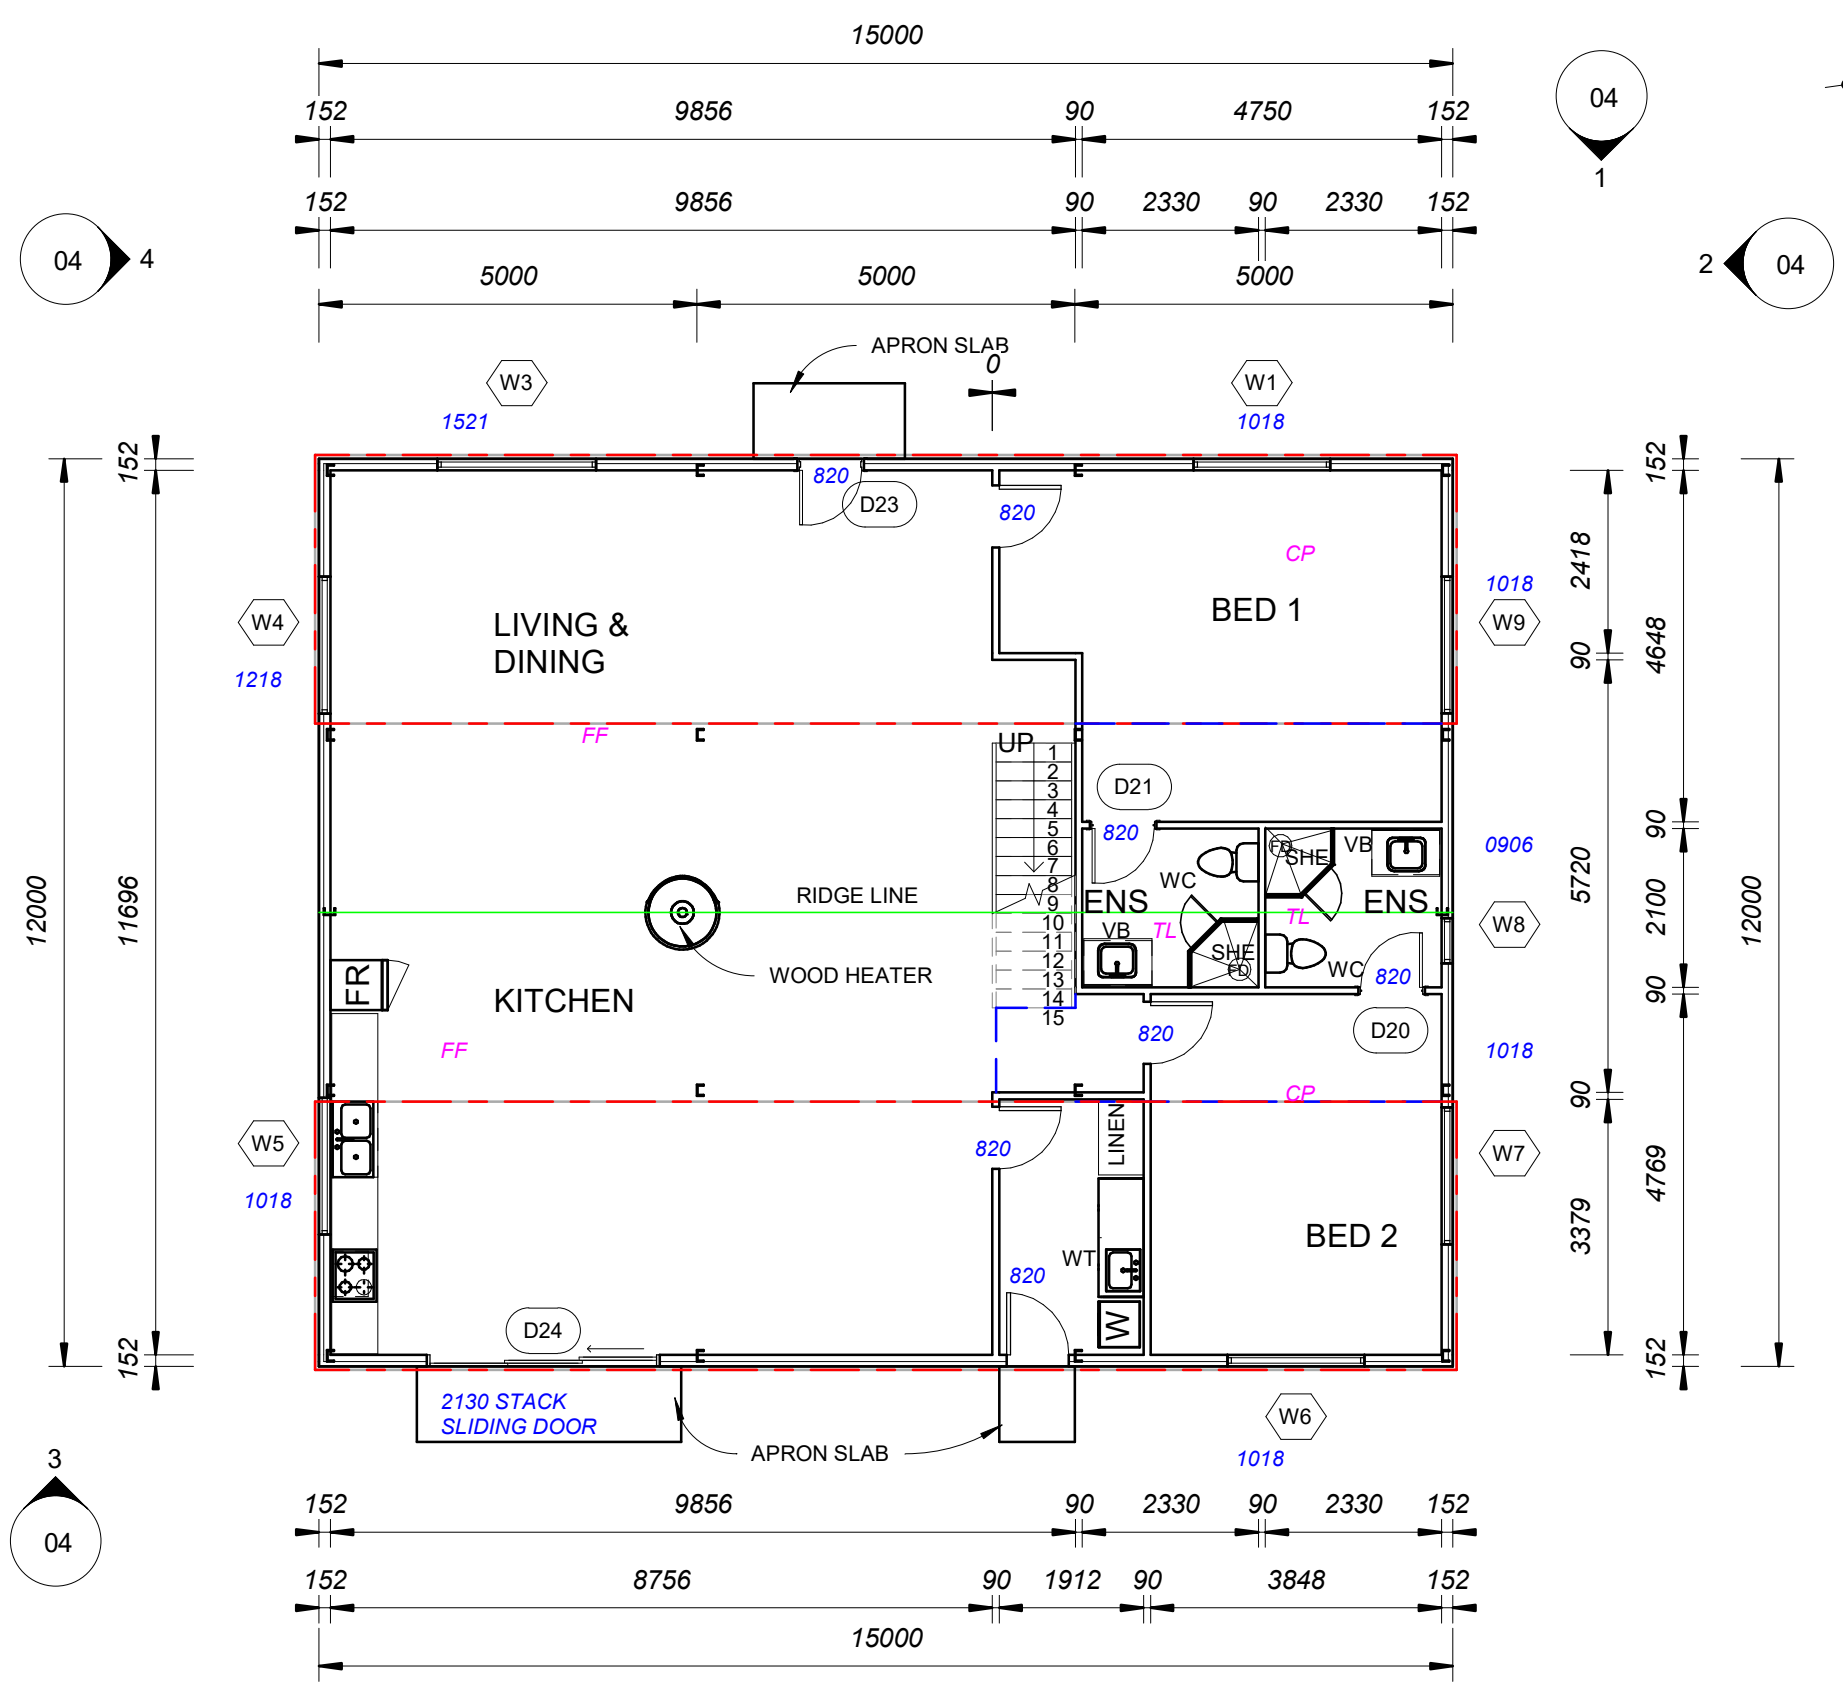 15000
152 9856 90 4750 152
04
1
152 9856 90 2330 90 2330 152
04 4
2 04
5000 5000 5000
APRON SLAB
0
W3
1521
W1
1018
152
152
820
D23
820
CP
2418
1018
W9
W4
1218
LIVING &
DINING
BED 1
90
4648
FF
UP
1
2
3
4
5
6
7
8
9
10
11
12
13
14
15
D21
820
90
0906
VB
FD
SHE
WC
ENS
ENS
RIDGE LINE
TL
TL
W8
VB
SHE
FD
WC
820
5720
2100
12000
11696
12000
FR
WOOD HEATER
KITCHEN
FF
820
D20
90
1018
CP
90
W5
1018
820
LINEN
W7
4769
3379
BED 2
WT
820
W
D24
152
152
2130 STACK
SLIDING DOOR
APRON SLAB
W6
1018
3
04
152 9856 90 2330 90 2330 152
152 8756 90 1912 90 3848 152
15000